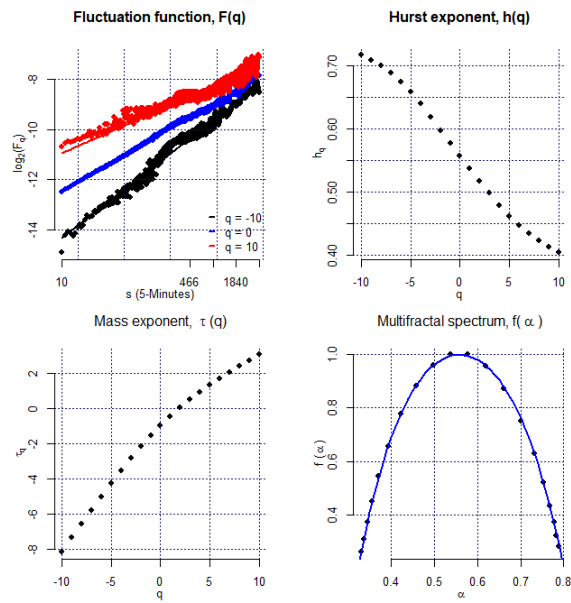 Fluctuation function, F(q)
log₂(F_q)
-8
-10
-12
-14
q = -10
q = 0
q = 10
10
466
1840
s (5-Minutes)
Hurst exponent, h(q)
h_q
0.70
0.60
0.50
0.40
-10
-5
0
5
10
q
Mass exponent, τ (q)
τ_q
2
0
-2
-4
-6
-8
-10
-5
0
5
10
q
Multifractal spectrum, f( α )
f ( α )
1.0
0.8
0.6
0.4
0.4
0.5
0.6
0.7
0.8
α